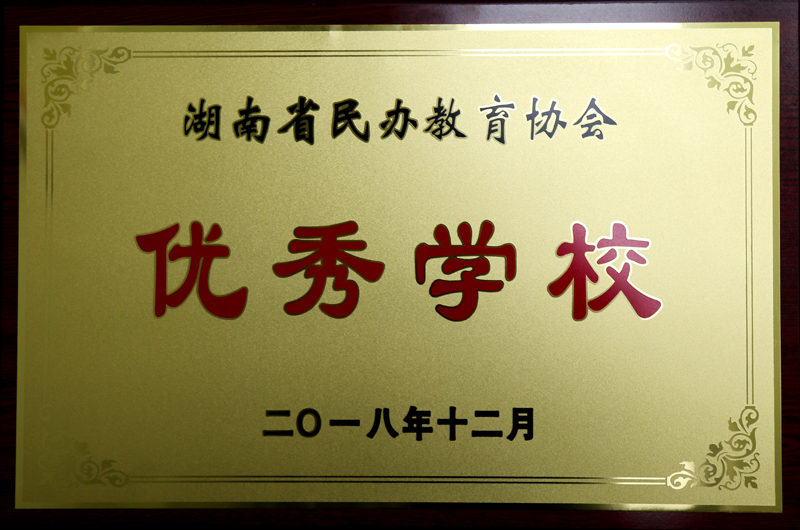 湖南省民办教育协会
优秀学校
二〇一八年十二月